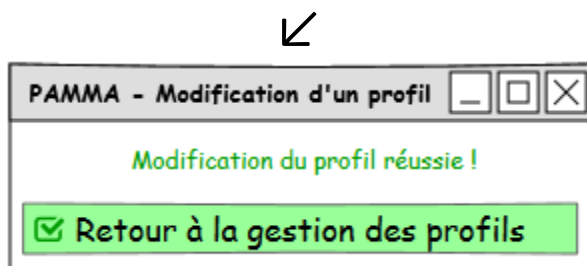 PAMMA - Modification d'un profil
Modification du profil réussie !
Retour à la gestion des profils